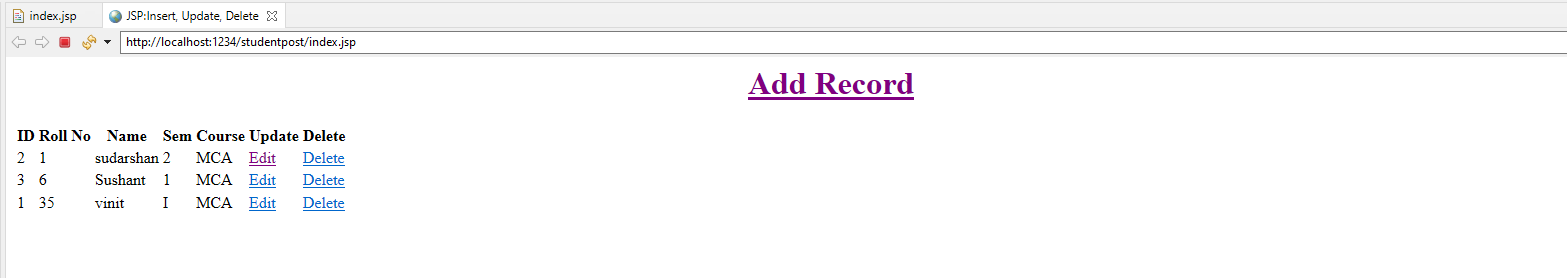 index.jsp JSP:Insert, Update, Delete
http://localhost:1234/studentpost/index.jsp
Add Record
ID Roll No Name Sem Course Update Delete
2 1 sudarshan 2 MCA Edit Delete
3 6 Sushant 1 MCA Edit Delete
1 35 vinit I MCA Edit Delete